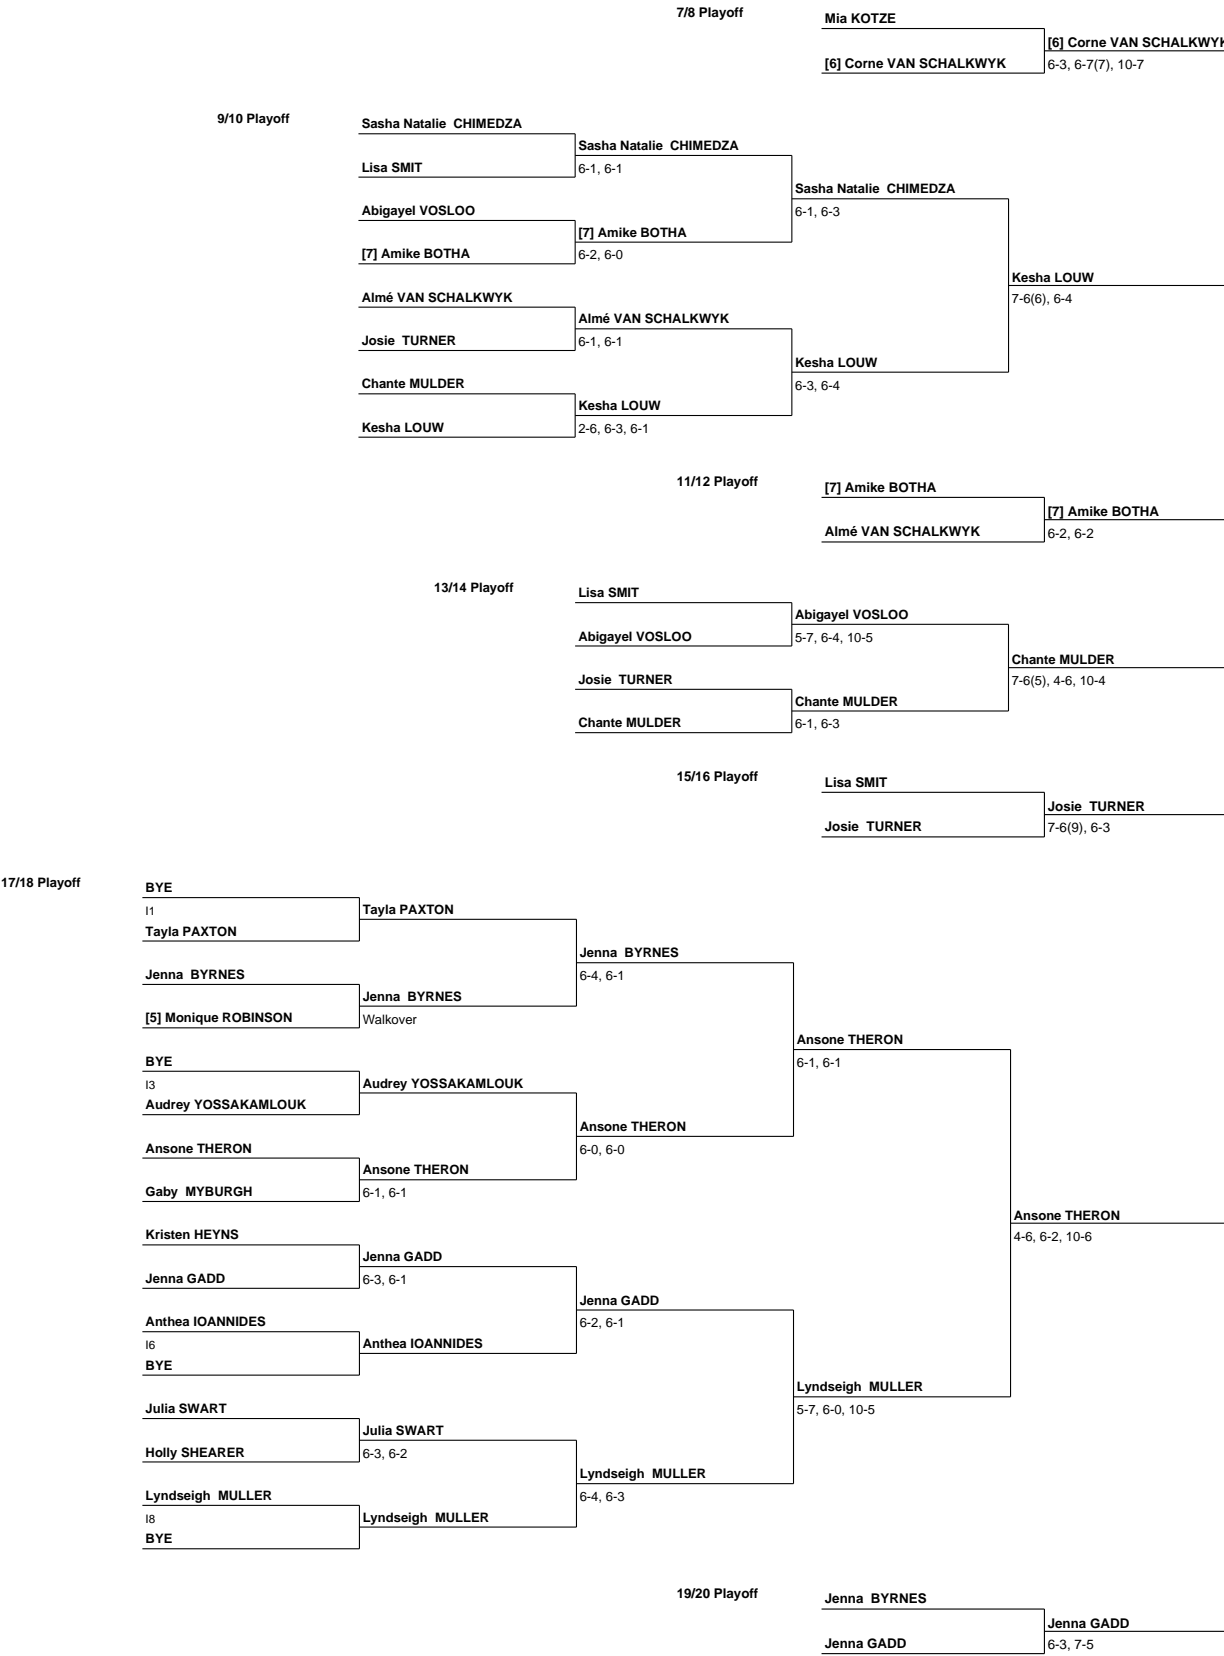 7/8 Playoff
Mia KOTZE
[6] Corne VAN SCHALKWYK
[6] Corne VAN SCHALKWYK
6-3, 6-7(7), 10-7
9/10 Playoff
Sasha Natalie CHIMEDZA
Sasha Natalie CHIMEDZA
Lisa SMIT
6-1, 6-1
Sasha Natalie CHIMEDZA
6-1, 6-3
Abigayel VOSLOO
[7] Amike BOTHA
[7] Amike BOTHA
6-2, 6-0
Kesha LOUW
7-6(6), 6-4
Almé VAN SCHALKWYK
Almé VAN SCHALKWYK
Josie TURNER
6-1, 6-1
Kesha LOUW
6-3, 6-4
Chante MULDER
Kesha LOUW
Kesha LOUW
2-6, 6-3, 6-1
11/12 Playoff
[7] Amike BOTHA
[7] Amike BOTHA
Almé VAN SCHALKWYK
6-2, 6-2
13/14 Playoff
Lisa SMIT
Abigayel VOSLOO
Abigayel VOSLOO
5-7, 6-4, 10-5
Chante MULDER
7-6(5), 4-6, 10-4
Josie TURNER
Chante MULDER
Chante MULDER
6-1, 6-3
15/16 Playoff
Lisa SMIT
Josie TURNER
Josie TURNER
7-6(9), 6-3
17/18 Playoff
BYE
I1
Tayla PAXTON
Tayla PAXTON
Jenna BYRNES
6-4, 6-1
Jenna BYRNES
Jenna BYRNES
[5] Monique ROBINSON
Walkover
Ansone THERON
6-1, 6-1
BYE
I3
Audrey YOSSAKAMLOUK
Audrey YOSSAKAMLOUK
Ansone THERON
6-0, 6-0
Ansone THERON
Ansone THERON
Gaby MYBURGH
6-1, 6-1
Ansone THERON
4-6, 6-2, 10-6
Kristen HEYNS
Jenna GADD
Jenna GADD
6-3, 6-1
Jenna GADD
6-2, 6-1
Anthea IOANNIDES
I6
Anthea IOANNIDES
BYE
Lyndseigh MULLER
5-7, 6-0, 10-5
Julia SWART
Julia SWART
Holly SHEARER
6-3, 6-2
Lyndseigh MULLER
6-4, 6-3
Lyndseigh MULLER
I8
Lyndseigh MULLER
BYE
19/20 Playoff
Jenna BYRNES
Jenna GADD
Jenna GADD
6-3, 7-5